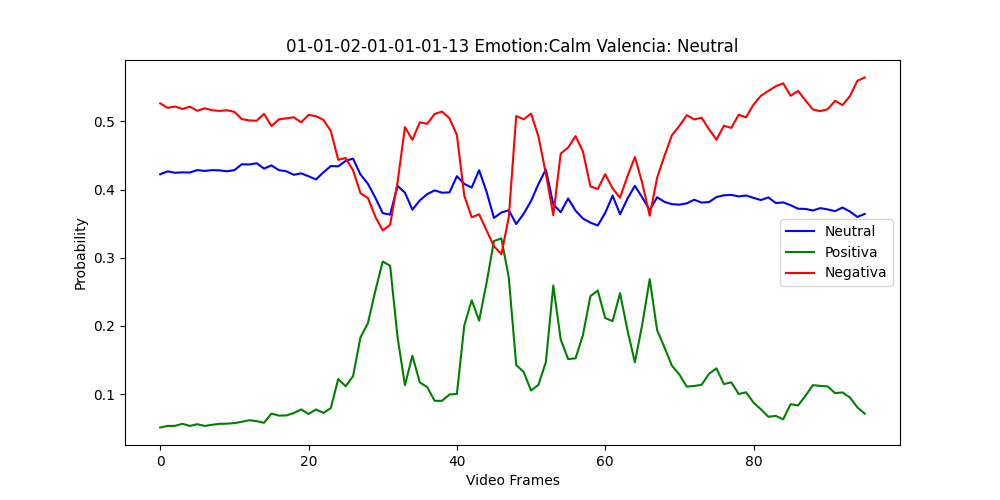 01-01-02-01-01-01-13 Emotion:Calm Valencia: Neutral
Probability
0.5
0.4
0.3
0.2
0.1
Neutral
Positiva
Negativa
0 20 40 60 80
Video Frames